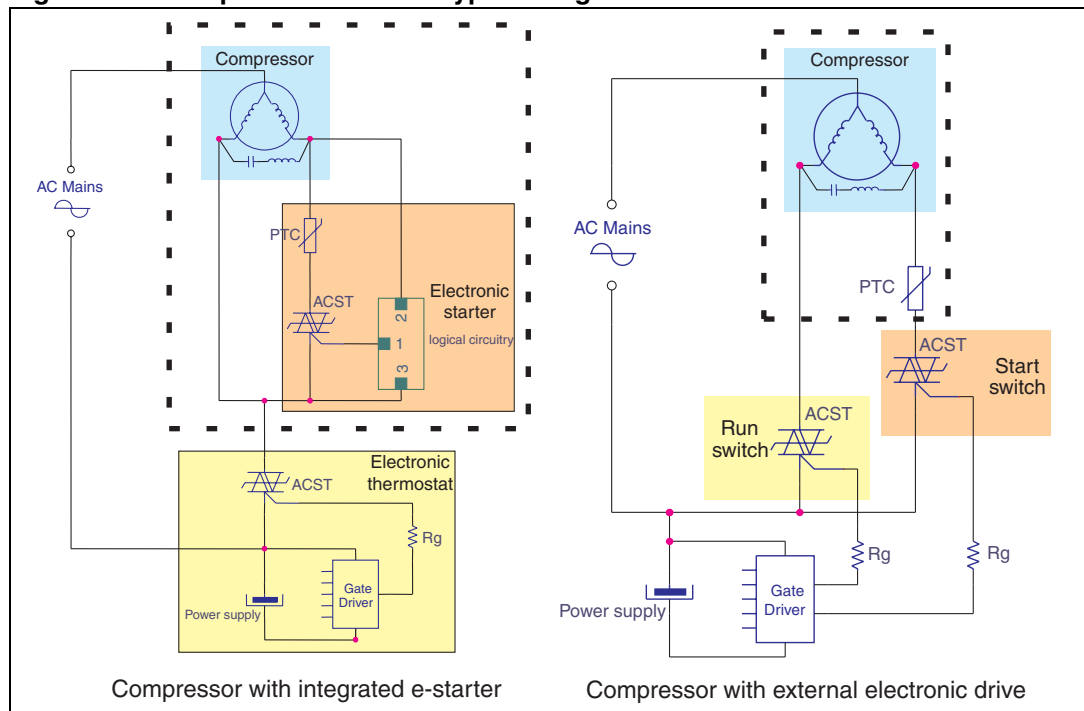 Compressor
AC Mains
PTC
ACST
2
1
3
Electronic
starter
logical circuitry
Electronic
thermostat
ACST
Rg
Gate
Driver
Power supply
Compressor with integrated e-starter
Compressor
AC Mains
PTC
ACST
Start
switch
ACST
Run
switch
Rg
Rg
Gate
Driver
Power supply
Compressor with external electronic drive